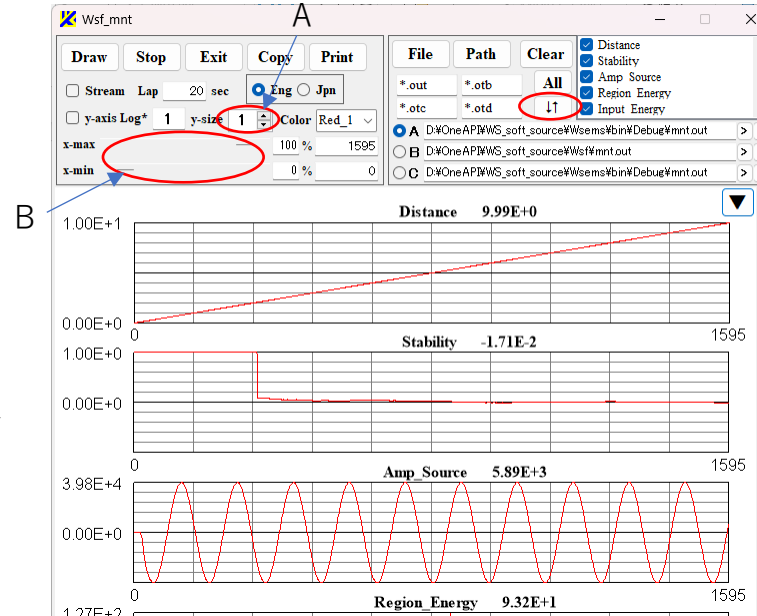 A
Wsf_mnt
Draw Stop Exit Copy Print
Stream Lap 20 sec Eng Jpn
y-axis Log* 1 y-size 1 Color Red_1
x-max 100 % 1595
x-min 0 % 0
File Path Clear
*.out *.otb All
*.otc *.otd ↓↑
Distance
Stability
Amp Source
Region Energy
Input Energy
A D:¥OneAPI¥WS_soft_source¥Wsems¥bin¥Debug¥mnt.out >
B D:¥OneAPI¥WS_soft_source¥Wsf¥mnt.out >
C D:¥OneAPI¥WS_soft_source¥Wsems¥bin¥Debug¥mnt.out >
B
▼
Distance 9.99E+0
1.00E+1
0.00E+0
0 1595
Stability -1.71E-2
1.00E+0
0.00E+0
0 1595
Amp_Source 5.89E+3
3.98E+4
0.00E+0
0 1595
Region_Energy 9.32E+1
1.27E+2